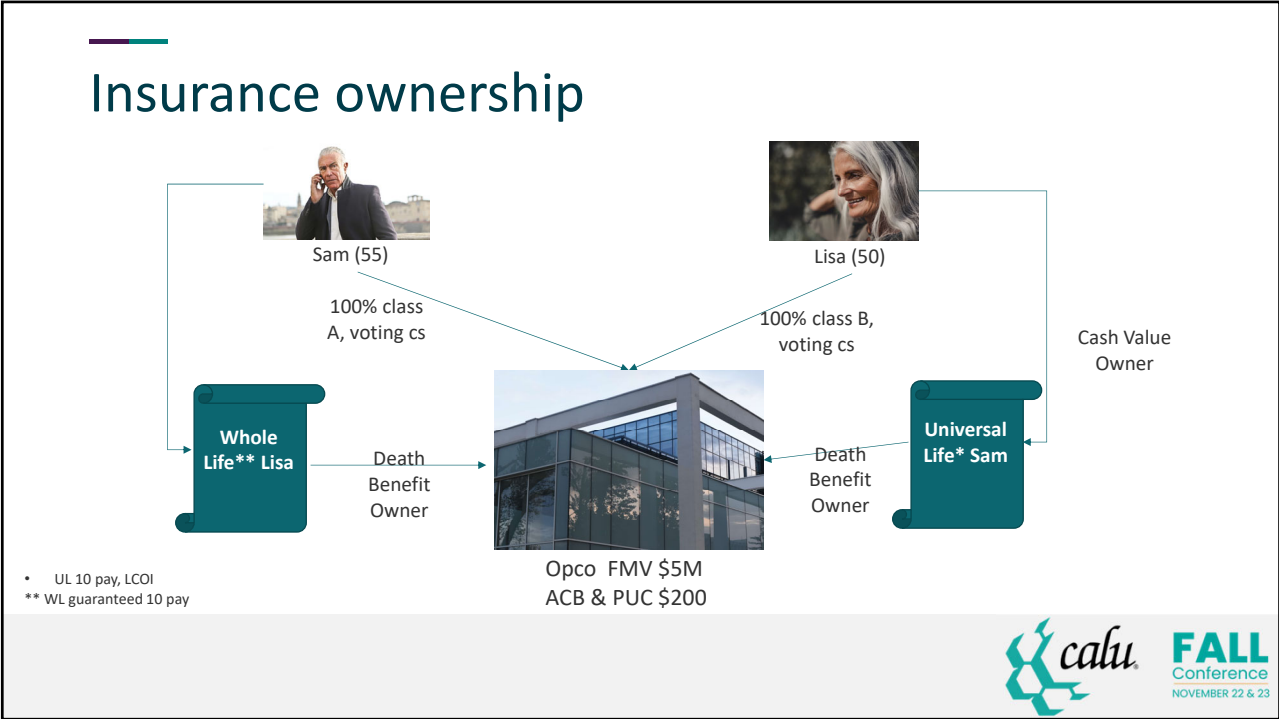 Insurance ownership
Sam (55)
Lisa (50)
100% class
A, voting cs
100% class B,
voting cs
Cash Value
Owner
Whole
Life** Lisa
Death
Benefit
Owner
Death
Benefit
Owner
Universal
Life* Sam
Opco  FMV $5M
ACB & PUC $200
• UL 10 pay, LCOI
** WL guaranteed 10 pay
calu®
FALL
Conference
NOVEMBER 22 & 23